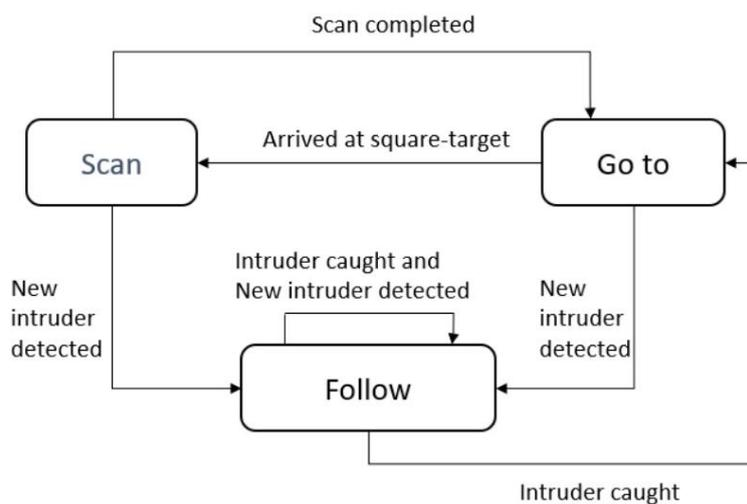 Scan completed
Scan
Arrived at square-target
Go to
New
intruder
detected
Intruder caught and
New intruder detected
New
intruder
detected
Follow
Intruder caught